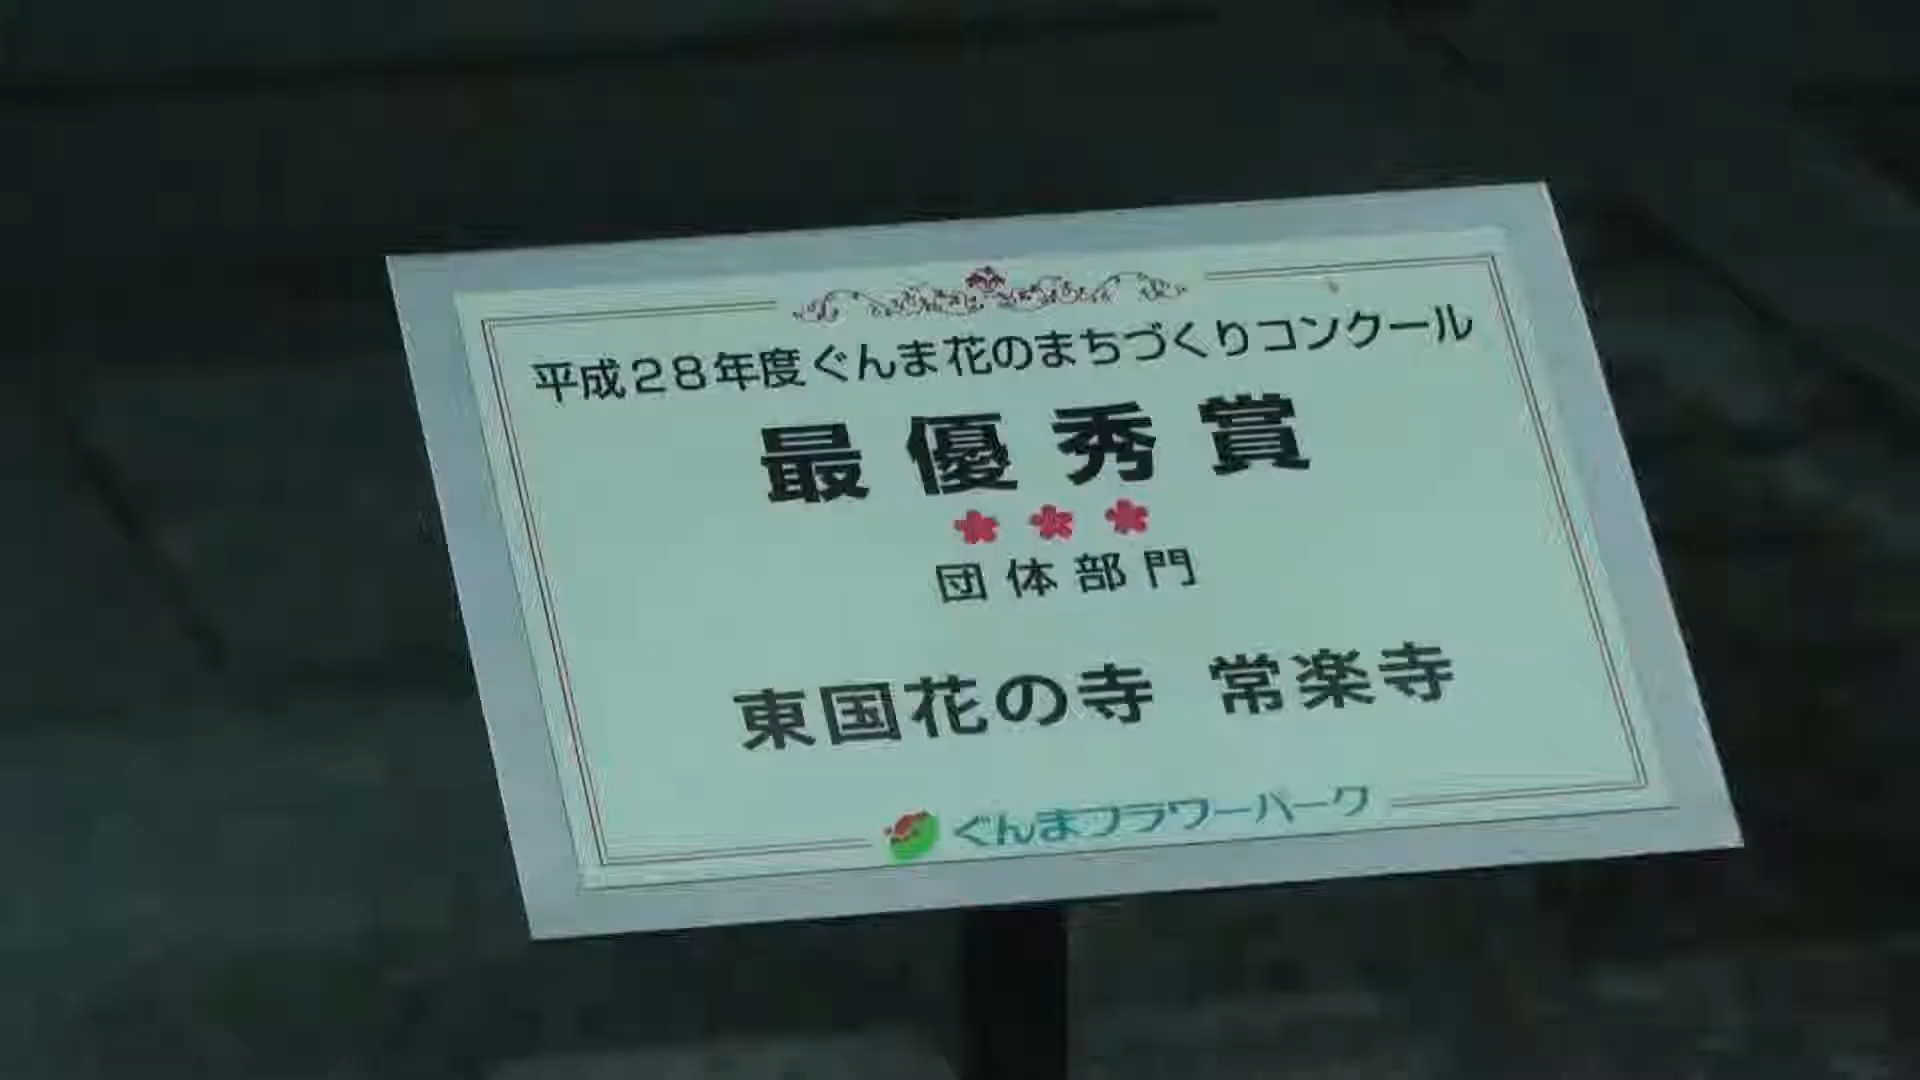 平成28年度ぐんま花のまちづくりコンクール
最優秀賞
団体部門
東国花の寺 常楽寺
ぐんまフラワーパーク